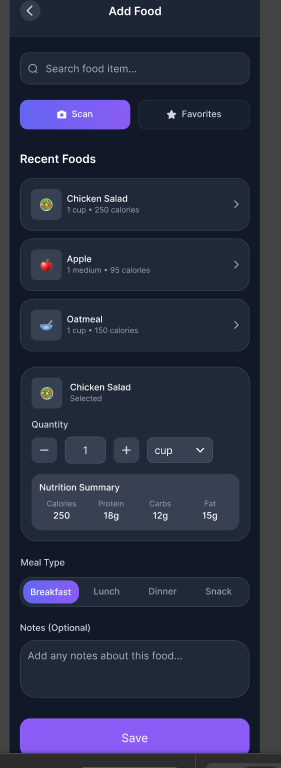 Add Food
Search food item...
Scan
Favorites
Recent Foods
Chicken Salad
1 cup • 250 calories
Apple
1 medium • 95 calories
Oatmeal
1 cup • 150 calories
Chicken Salad
Selected
Quantity
1
cup
Nutrition Summary
Calories Protein Carbs Fat
250 18g 12g 15g
Meal Type
Breakfast Lunch Dinner Snack
Notes (Optional)
Add any notes about this food...
Save